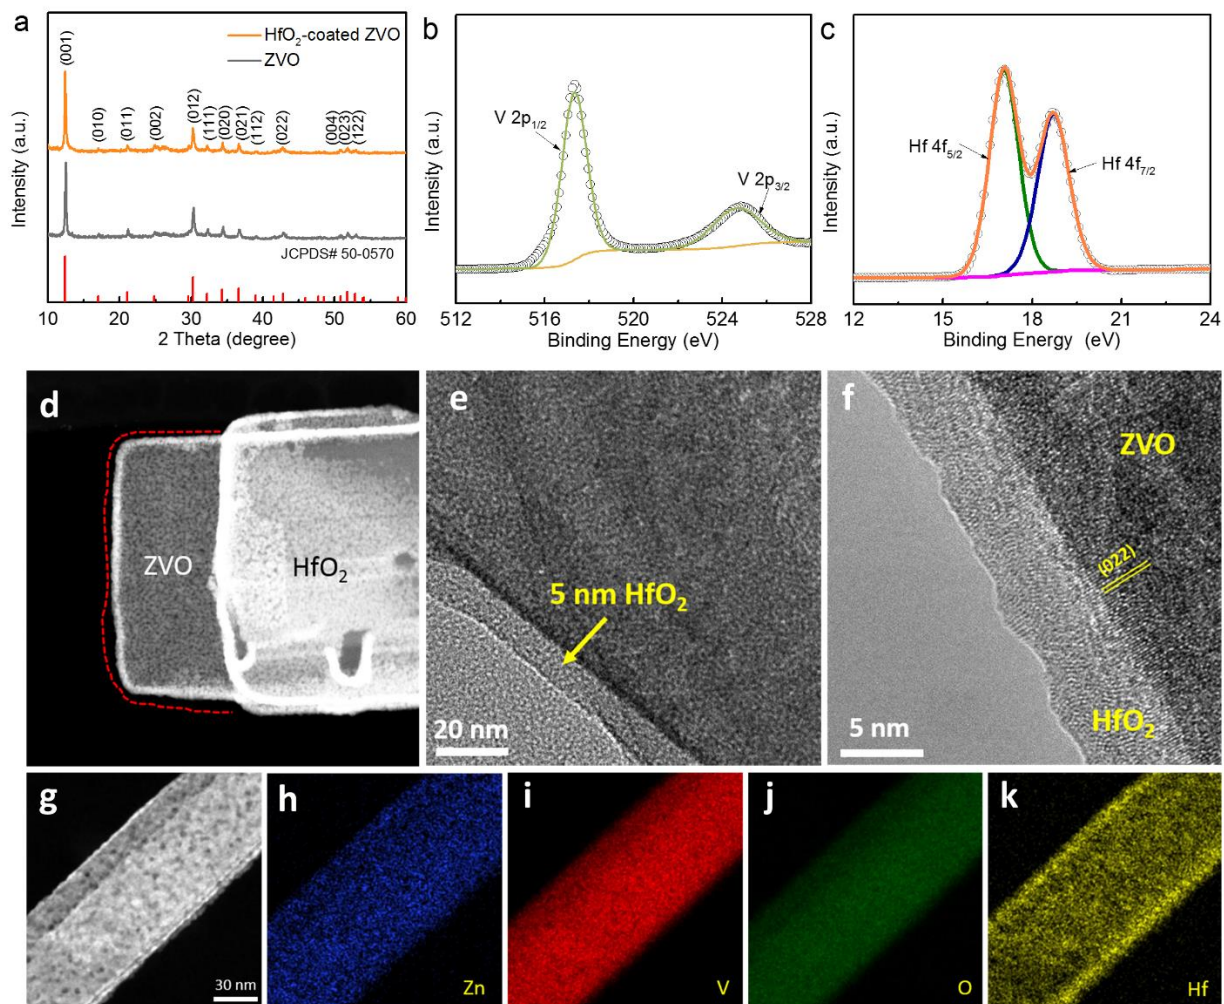 a
HfO₂-coated ZVO
ZVO
(001)
(010)
(011)
(002)
(012)
(111)
(020)
(021)
(112)
(022)
(004)
(023)
(122)
JCPDS# 50-0570
Intensity (a.u.)
10 20 30 40 50 60
2 Theta (degree)
b
V 2p₁/₂
V 2p₃/₂
Intensity (a.u.)
512 516 520 524 528
Binding Energy (eV)
c
Hf 4f₅/₂
Hf 4f₇/₂
Intensity (a.u.)
12 15 18 21 24
Binding Energy (eV)
d
ZVO
HfO₂
e
5 nm HfO₂
20 nm
f
ZVO
(022)
HfO₂
5 nm
g
30 nm
h
Zn
i
V
j
O
k
Hf